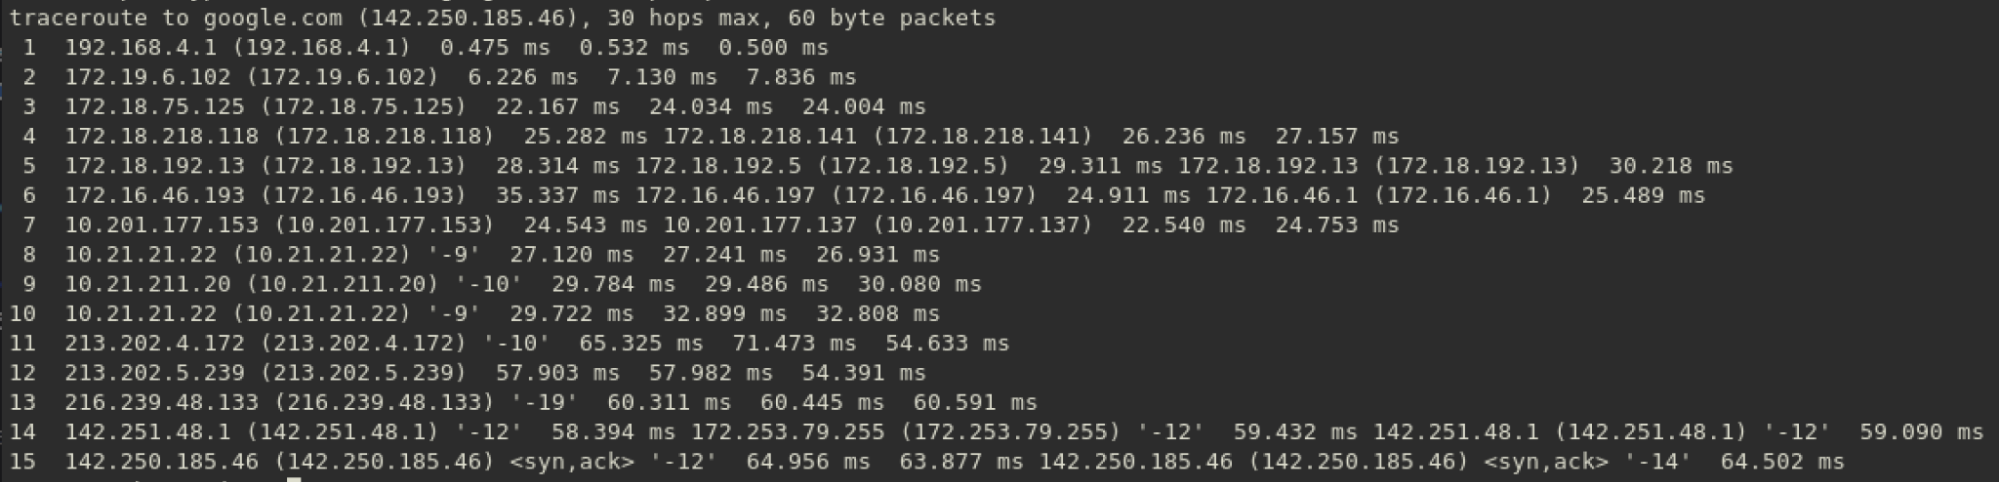 traceroute to google.com (142.250.185.46), 30 hops max, 60 byte packets
1 192.168.4.1 (192.168.4.1) 0.475 ms 0.532 ms 0.500 ms
2 172.19.6.102 (172.19.6.102) 6.226 ms 7.130 ms 7.836 ms
3 172.18.75.125 (172.18.75.125) 22.167 ms 24.034 ms 24.004 ms
4 172.18.218.118 (172.18.218.118) 25.282 ms 172.18.218.141 (172.18.218.141) 26.236 ms 27.157 ms
5 172.18.192.13 (172.18.192.13) 28.314 ms 172.18.192.5 (172.18.192.5) 29.311 ms 172.18.192.13 (172.18.192.13) 30.218 ms
6 172.16.46.193 (172.16.46.193) 35.337 ms 172.16.46.197 (172.16.46.197) 24.911 ms 172.16.46.1 (172.16.46.1) 25.489 ms
7 10.201.177.153 (10.201.177.153) 24.543 ms 10.201.177.137 (10.201.177.137) 22.540 ms 24.753 ms
8 10.21.21.22 (10.21.21.22) '-9' 27.120 ms 27.241 ms 26.931 ms
9 10.21.211.20 (10.21.211.20) '-10' 29.784 ms 29.486 ms 30.080 ms
10 10.21.21.22 (10.21.21.22) '-9' 29.722 ms 32.899 ms 32.808 ms
11 213.202.4.172 (213.202.4.172) '-10' 65.325 ms 71.473 ms 54.633 ms
12 213.202.5.239 (213.202.5.239) 57.903 ms 57.982 ms 54.391 ms
13 216.239.48.133 (216.239.48.133) '-19' 60.311 ms 60.445 ms 60.591 ms
14 142.251.48.1 (142.251.48.1) '-12' 58.394 ms 172.253.79.255 (172.253.79.255) '-12' 59.432 ms 142.251.48.1 (142.251.48.1) '-12' 59.090 ms
15 142.250.185.46 (142.250.185.46) <syn,ack> '-12' 64.956 ms 63.877 ms 142.250.185.46 (142.250.185.46) <syn,ack> '-14' 64.502 ms